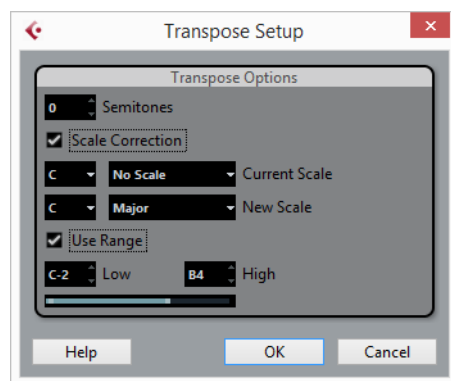 Transpose Setup
Transpose Options
0 Semitones
Scale Correction
C No Scale Current Scale
C Major New Scale
Use Range
C-2 Low B4 High
Help OK Cancel